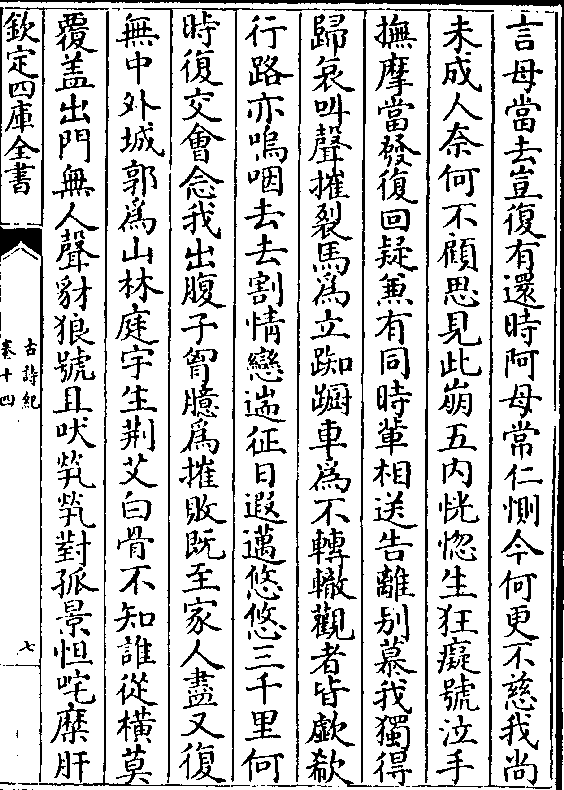 言母當去豈復有還時阿母常仁惻今何更不慈我尚
未成人奈何不顧思見此崩五内恍惚生狂癡號泣手
撫摩當發復回疑兼有同時軰相送告離别慕我獨得
歸哀叫聲摧裂馬為立踟蹰車為不轉轍觀者皆歔欷
行路亦嗚咽去去割情戀遄征日遐邁悠悠三千里何
時復交會念我出腹子胷臆為摧敗既至家人盡又復
無中外城郭為山林庭宇生荆艾白骨不知誰從橫莫
覆盖出門無人聲豺狼號且吠煢煢對孤景怛咤糜肝
欽定四庫全書
古詩紀
卷十四
七